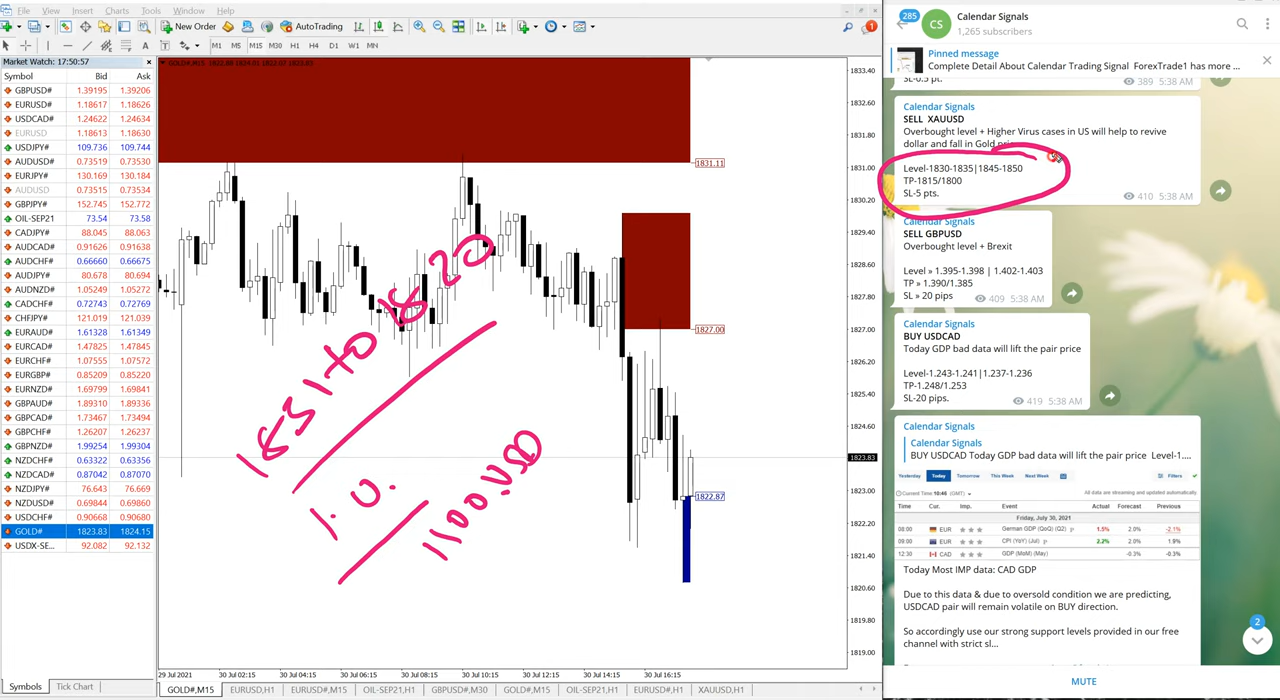 File View Insert Charts Tools Window Help
New Order AutoTrading
A T M1 M5 M15 M30 H1 H4 D1 W1 MN
Market Watch: 17:50:57
Symbol Bid Ask
GBPUSD# 1.39195 1.39206
EURUSD# 1.18617 1.18626
USDCAD# 1.24622 1.24634
EURUSD 1.18613 1.18630
USDJPY# 109.736 109.744
AUDUSD# 0.73519 0.73530
EURJPY# 130.169 130.184
AUDUSD 0.73515 0.73534
GBPJPY# 152.745 152.772
OIL-SEP21 73.54 73.58
CADJPY# 88.045 88.063
AUDCAD# 0.91626 0.91638
AUDCHF# 0.66660 0.66675
AUDJPY# 80.678 80.694
AUDNZD# 1.05249 1.05272
CADCHF# 0.72743 0.72769
CHFJPY# 121.019 121.039
EURAUD# 1.61328 1.61349
EURCAD# 1.47825 1.47845
EURCHF# 1.07555 1.07572
EURGBP# 0.85209 0.85220
EURNZD# 1.69799 1.69841
GBPAUD# 1.89310 1.89336
GBPCAD# 1.73467 1.73494
GBPCHF# 1.26207 1.26237
GBPNZD# 1.99254 1.99304
NZDCHF# 0.63322 0.63356
NZDCAD# 0.87042 0.87070
NZDJPY# 76.643 76.669
NZDUSD# 0.69844 0.69864
USDCHF# 0.90668 0.90683
GOLD# 1823.83 1824.15
USDX-SE... 92.082 92.132
Symbols Tick Chart
1831.11
1827.00
1822.87
1831 to 1820
1.0.
1100.USD
1833.40
1832.60
1831.80
1831.00
1830.20
1829.40
1828.60
1827.80
1827.00
1826.20
1825.40
1824.60
1823.83
1823.00
1822.20
1821.40
1820.60
1819.80
1819.00
29 Jul 2021 30 Jul 02:15 30 Jul 04:15 30 Jul 06:15 30 Jul 08:15 30 Jul 10:15 30 Jul 12:15 30 Jul 14:15 30 Jul 16:15
GOLD#,M15 EURUSD,H1 EURUSD#,M15 OIL-SEP21,H1 GBPUSD#,M30 GOLD#,M15 OIL-SEP21,H1 EURUSD#,H1 XAUUSD,H1
285
CS
Calendar Signals
1,265 subscribers
Pinned message
Complete Detail About Calendar Trading Signal ForexTrade1 has more ...
SL-0.5 pt.
389 5:38 AM
Calendar Signals
SELL XAUUSD
Overbought level + Higher Virus cases in US will help to revive
dollar and fall in Gold
Level-1830-1835|1845-1850
TP-1815/1800
SL-5 pts.
410 5:38 AM
Calendar Signals
SELL GBPUSD
Overbought level + Brexit
Level » 1.395-1.398 | 1.402-1.403
TP » 1.390/1.385
SL » 20 pips
409 5:38 AM
Calendar Signals
BUY USDCAD
Today GDP bad data will lift the pair price
Level-1.243-1.241|1.237-1.236
TP-1.248/1.253
SL-20 pips.
419 5:38 AM
Calendar Signals
Calendar Signals
BUY USDCAD Today GDP bad data will lift the pair price Level-1....
Yesterday Today Tomorrow This Week Next Week Filters
Current Time: 10:46 (GMT) All data are streaming and updated automatically
Time Cur. Imp. Event Actual Forecast Previous
Friday, July 30, 2021
08:00 EUR German GDP (QoQ) (Q2) 1.5% 2.0% -2.1%
09:00 EUR CPI (YoY) (Jul) 2.2% 2.0% 1.9%
12:30 CAD GDP (MoM) (May) -0.3% -0.3%
Today Most IMP data: CAD GDP
Due to this data & due to oversold condition we are predicting,
USDCAD pair will remain volatile on BUY direction.
So accordingly use our strong support levels provided in our free
channel with strict sl...
2
MUTE